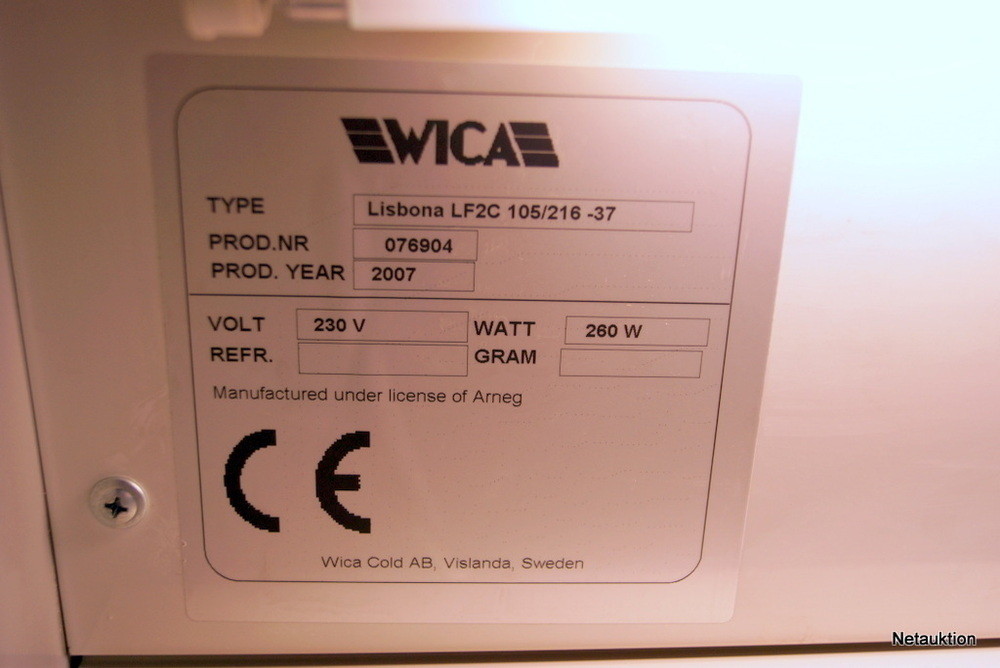 WICA
TYPE Lisbona LF2C 105/216 -37
PROD.NR 076904
PROD. YEAR 2007
VOLT 230 V WATT 260 W
REFR. GRAM
Manufactured under license of Arneg
CE
Wica Cold AB, Vislanda, Sweden
Netauktion